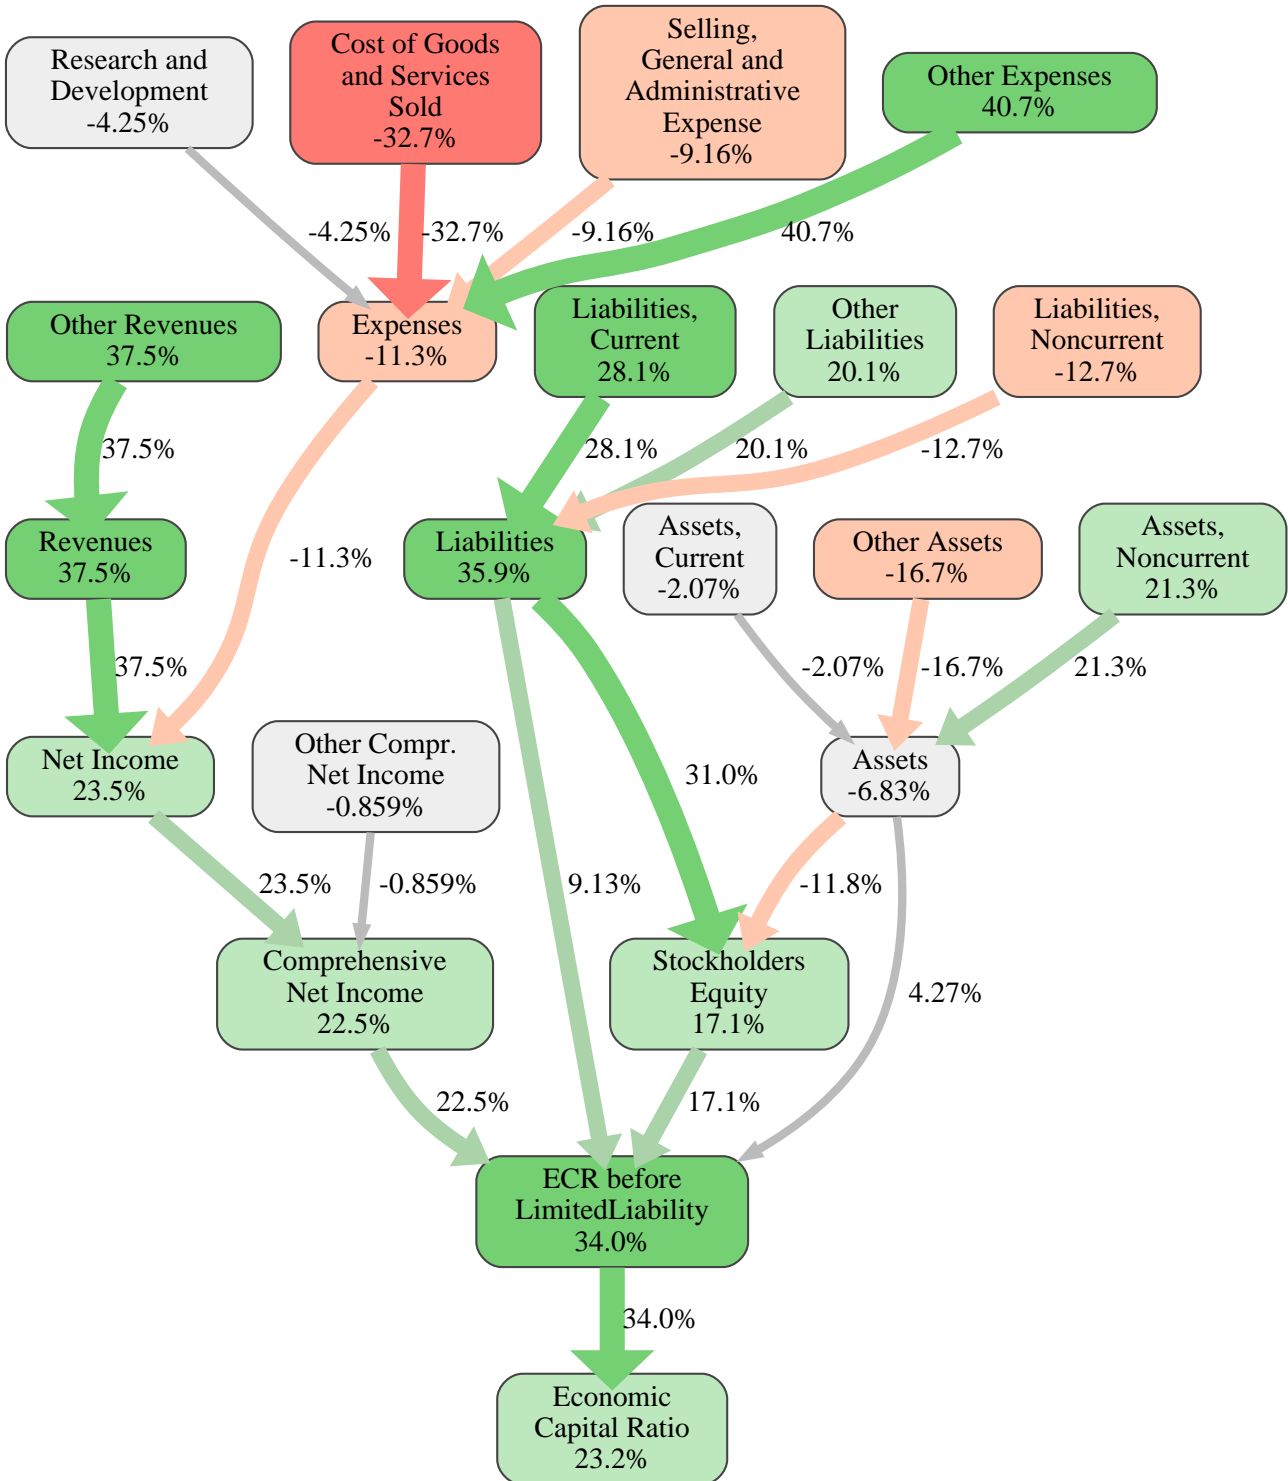 Research and
Development
-4.25%
Cost of Goods
and Services
Sold
-32.7%
Selling,
General and
Administrative
Expense
-9.16%
Other Expenses
40.7%
-4.25%
-32.7%
-9.16%
40.7%
Other Revenues
37.5%
Expenses
-11.3%
Liabilities,
Current
28.1%
Other
Liabilities
20.1%
Liabilities,
Noncurrent
-12.7%
37.5%
28.1%
20.1%
-12.7%
Revenues
37.5%
-11.3%
Liabilities
35.9%
Assets,
Current
-2.07%
Other Assets
-16.7%
Assets,
Noncurrent
21.3%
37.5%
-2.07%
-16.7%
21.3%
Net Income
23.5%
Other Compr.
Net Income
-0.859%
31.0%
Assets
-6.83%
23.5%
-0.859%
9.13%
-11.8%
Comprehensive
Net Income
22.5%
Stockholders
Equity
17.1%
4.27%
22.5%
17.1%
ECR before
LimitedLiability
34.0%
34.0%
Economic
Capital Ratio
23.2%